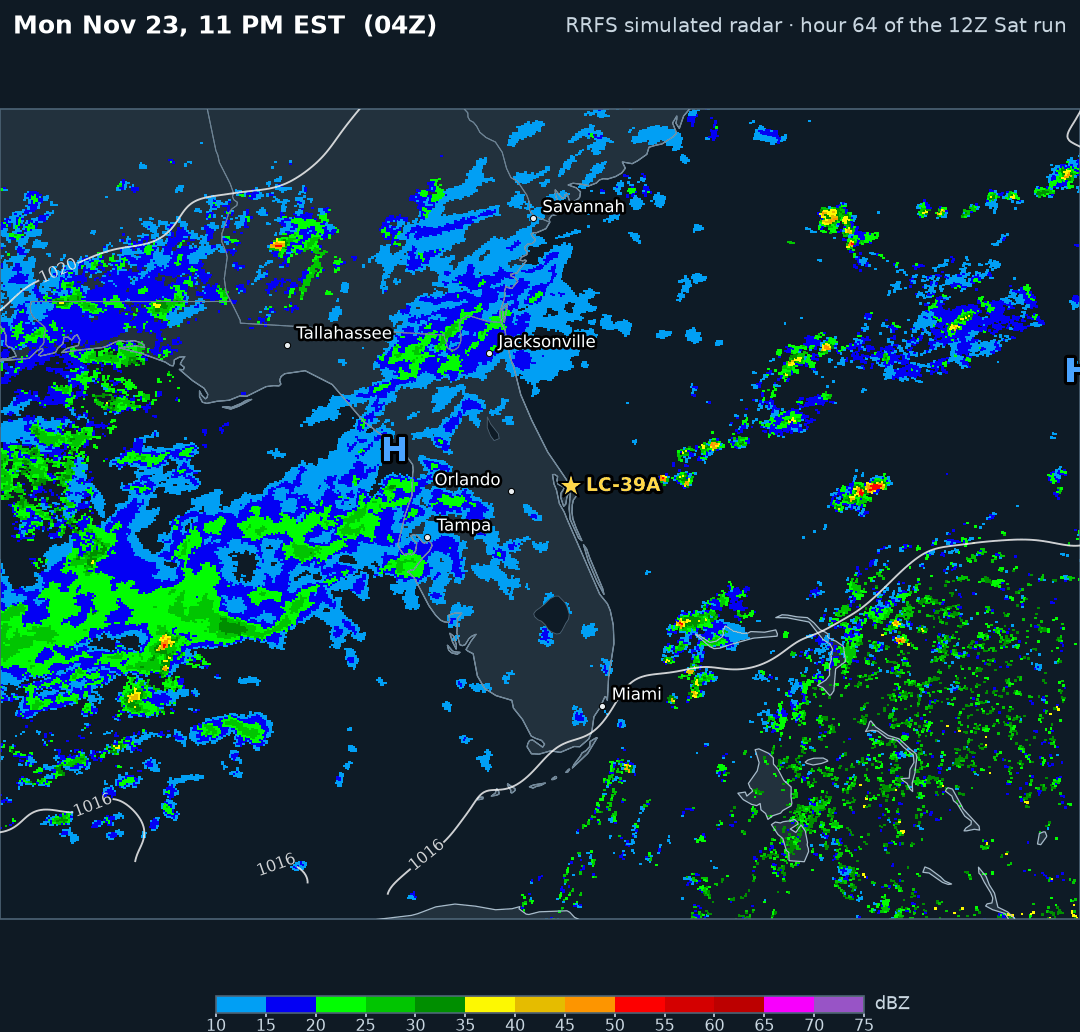 Mon Nov 23, 11 PM EST (04Z)
RRFS simulated radar · hour 64 of the 12Z Sat run
Savannah
1020
Tallahassee
Jacksonville
H
H
Orlando
LC-39A
Tampa
Miami
1016
1016
1016
dBZ
10 15 20 25 30 35 40 45 50 55 60 65 70 75